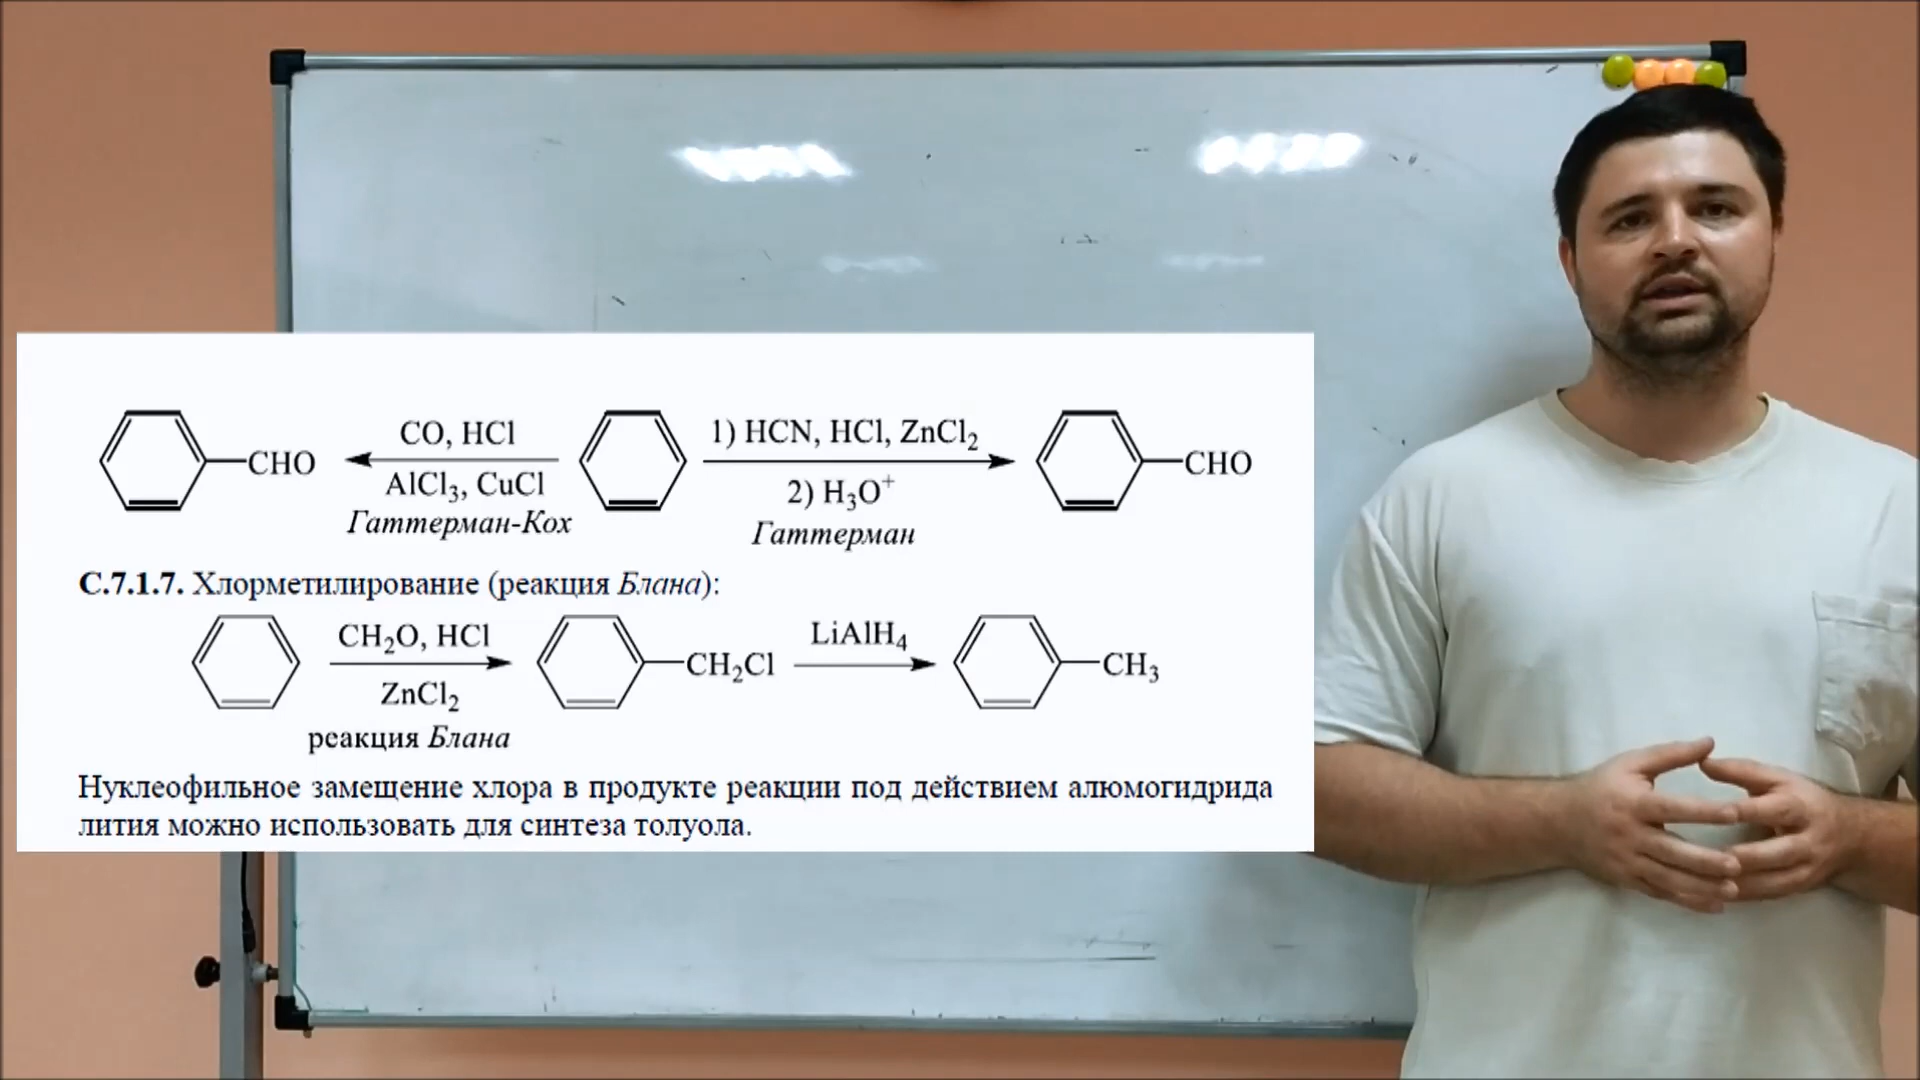 CO, HCl
1) HCN, HCl, ZnCl₂
CHO
CHO
AlCl₃, CuCl
2) H₃O⁺
Гаттерман-Кох
Гаттерман
С.7.1.7. Хлорметилирование (реакция Блана):
CH₂O, HCl
LiAlH₄
CH₂Cl
CH₃
ZnCl₂
реакция Блана
Нуклеофильное замещение хлора в продукте реакции под действием алюмогидрида
лития можно использовать для синтеза толуола.